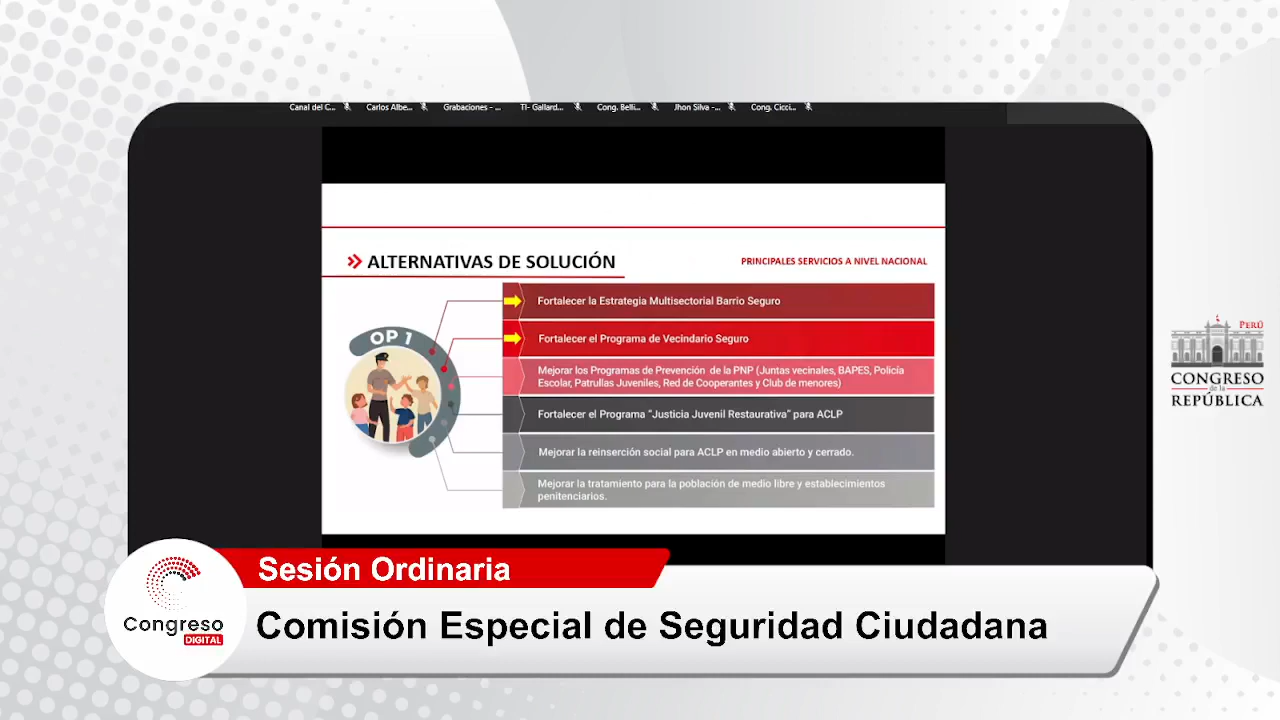 Canal del C...
Carlos Albe...
Grabaciones - ...
TI- Gallard...
Cong. Belli...
Jhon Silva -...
Cong. Cicci...
ALTERNATIVAS DE SOLUCIÓN
PRINCIPALES SERVICIOS A NIVEL NACIONAL
OP 1
Fortalecer la Estrategia Multisectorial Barrio Seguro
Fortalecer el Programa de Vecindario Seguro
Mejorar los Programas de Prevención de la PNP (Juntas vecinales, BAPES, Policía
Escolar, Patrullas Juveniles, Red de Cooperantes y Club de menores)
Fortalecer el Programa “Justicia Juvenil Restaurativa” para ACLP
Mejorar la reinserción social para ACLP en medio abierto y cerrado.
Mejorar la tratamiento para la población de medio libre y establecimientos
penitenciarios.
PERÚ
CONGRESO
de la
REPÚBLICA
Sesión Ordinaria
Congreso
DIGITAL
Comisión Especial de Seguridad Ciudadana